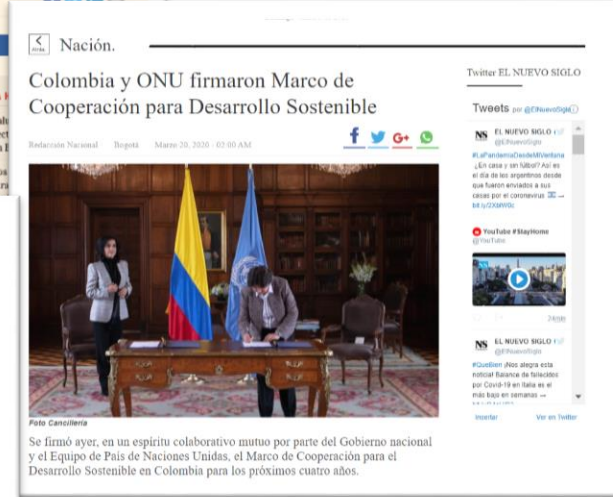 Atrás
Nación.
Colombia y ONU firmaron Marco de
Cooperación para Desarrollo Sostenible
Redacción Nacional Bogotá Marzo 20, 2020 - 02:00 AM
f G+
Foto Cancillería
Se firmó ayer, en un espíritu colaborativo mutuo por parte del Gobierno nacional
y el Equipo de País de Naciones Unidas, el Marco de Cooperación para el
Desarrollo Sostenible en Colombia para los próximos cuatro años.
Twitter EL NUEVO SIGLO
Tweets por @ElNuevoSiglo
NS EL NUEVO SIGLO
@ElNuevoSiglo
#LaPandemiaDesdeMiVentana
¿En casa y sin fútbol? Así es
el día de los argentinos desde
que fueron enviados a sus
casas por el coronavirus
YouTube #StayHome
@YouTube
NS
NS EL NUEVO SIGLO
@ElNuevoSiglo
#QueBien ¡Nos alegra esta
noticia! Balance de fallecidos
por Covid-19 en Italia es el
más bajo en semanas
Insertar Ver en Twitter